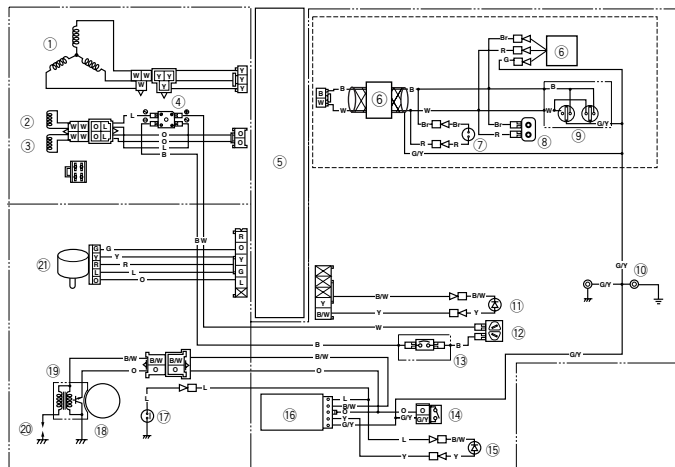 ①
W W Y Y
Y
Y
Y
Y
②
③
④
W W O L
W W O L
L
O
O
L
B
O
⑤
B W
㉑
G G
Y Y
R R
L L
O O
R
O
Y
G
L
B
W
B
W
⑥
B
W
Br
R
G
⑥
Br Br
R R
⑦
G/Y
Br
R
⑧
B
W
G/Y
⑨
G/Y
G/Y
⑩
Y
B/W
B/W B/W
Y Y
⑪
W
⑫
B B
⑬
G/Y
⑲
B/W
O
B/W B/W
O O
B/W
O
L
L
⑰
⑱
⑳
⑯
L
B/W
O
Y
G/Y
O
G/Y
O
G/Y
⑭
L B/W
Y Y
⑮